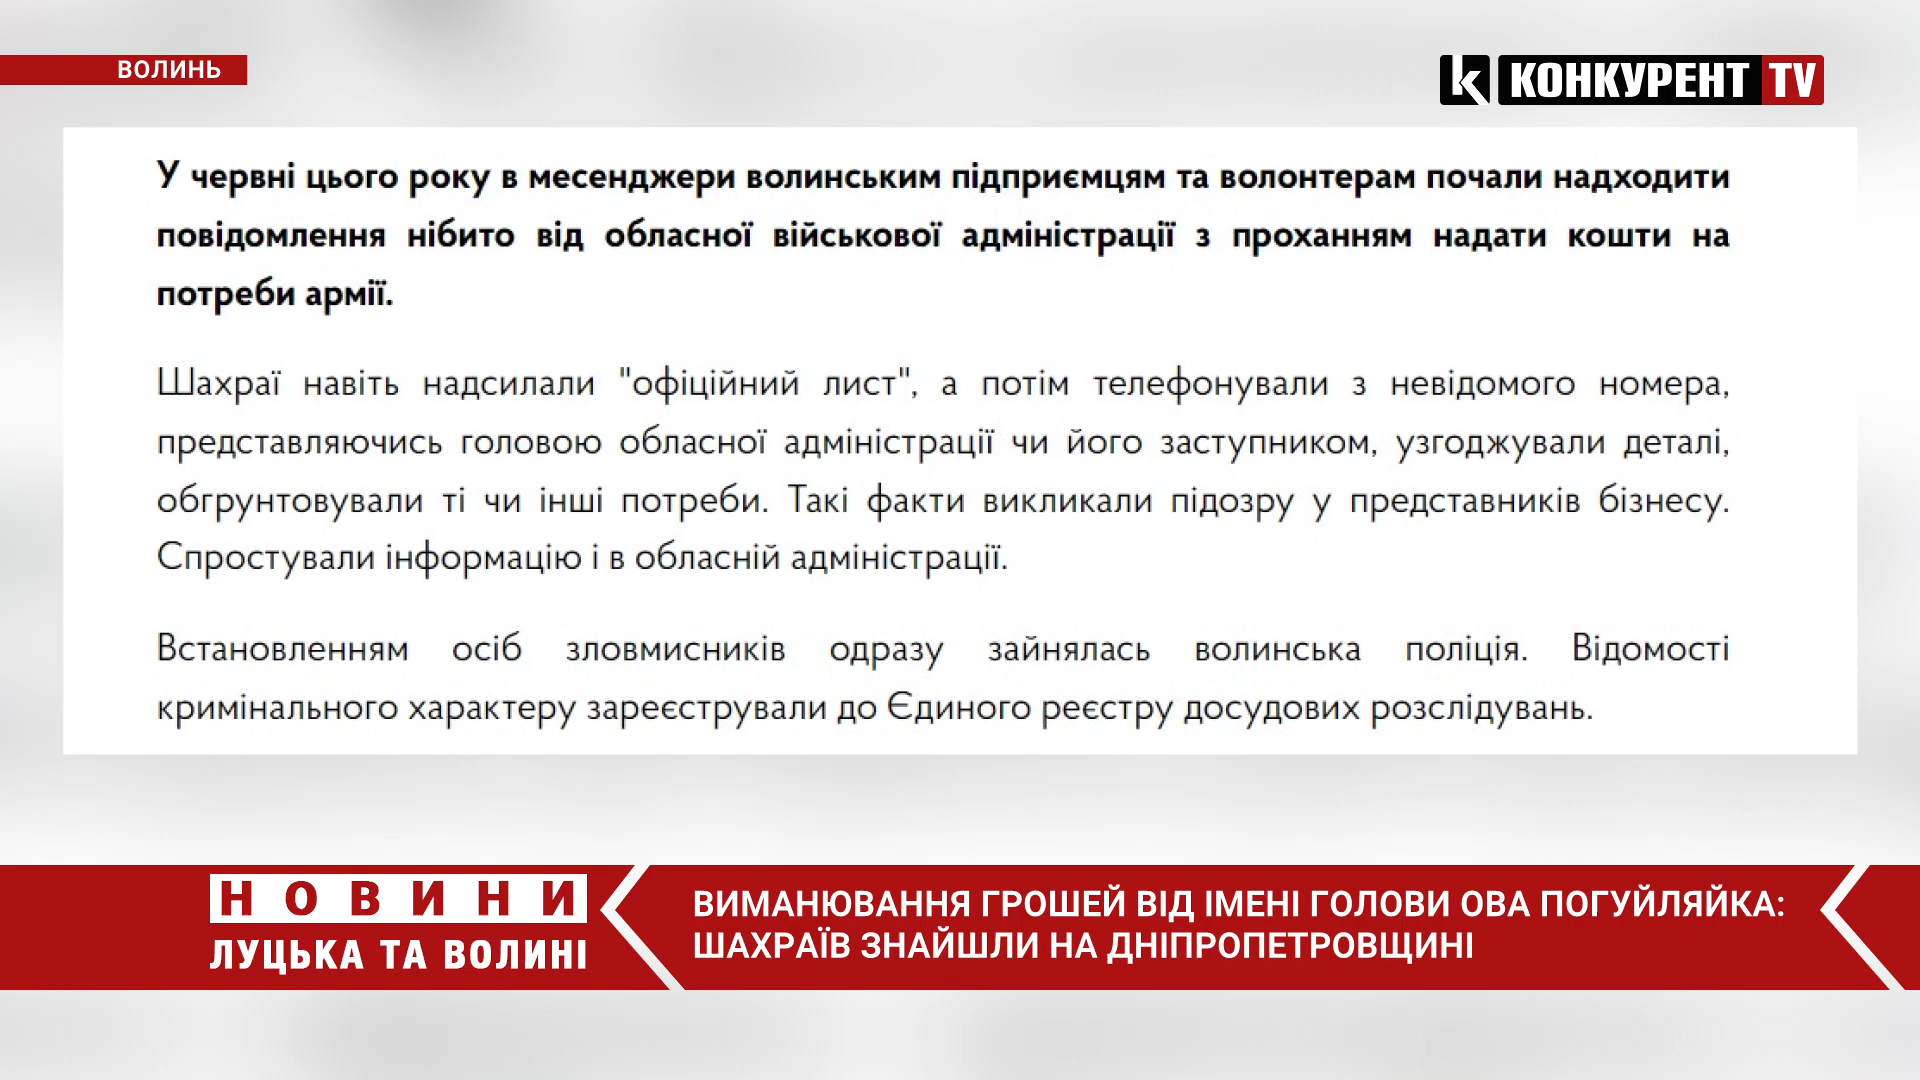 ВОЛИНЬ
k КОНКУРЕНТ TV
У червні цього року в месенджери волинським підприємцям та волонтерам почали надходити
повідомлення нібито від обласної військової адміністрації з проханням надати кошти на
потреби армії.
Шахраї навіть надсилали "офіційний лист", а потім телефонували з невідомого номера,
представляючись головою обласної адміністрації чи його заступником, узгоджували деталі,
обгрунтовували ті чи інші потреби. Такі факти викликали підозру у представників бізнесу.
Спростували інформацію і в обласній адміністрації.
Встановленням осіб зловмисників одразу зайнялась волинська поліція. Відомості
кримінального характеру зареєстрували до Єдиного реєстру досудових розслідувань.
НОВИНИ
ЛУЦЬКА ТА ВОЛИНІ
ВИМАНЮВАННЯ ГРОШЕЙ ВІД ІМЕНІ ГОЛОВИ ОВА ПОГУЙЛЯЙКА:
ШАХРАЇВ ЗНАЙШЛИ НА ДНІПРОПЕТРОВЩИНІ